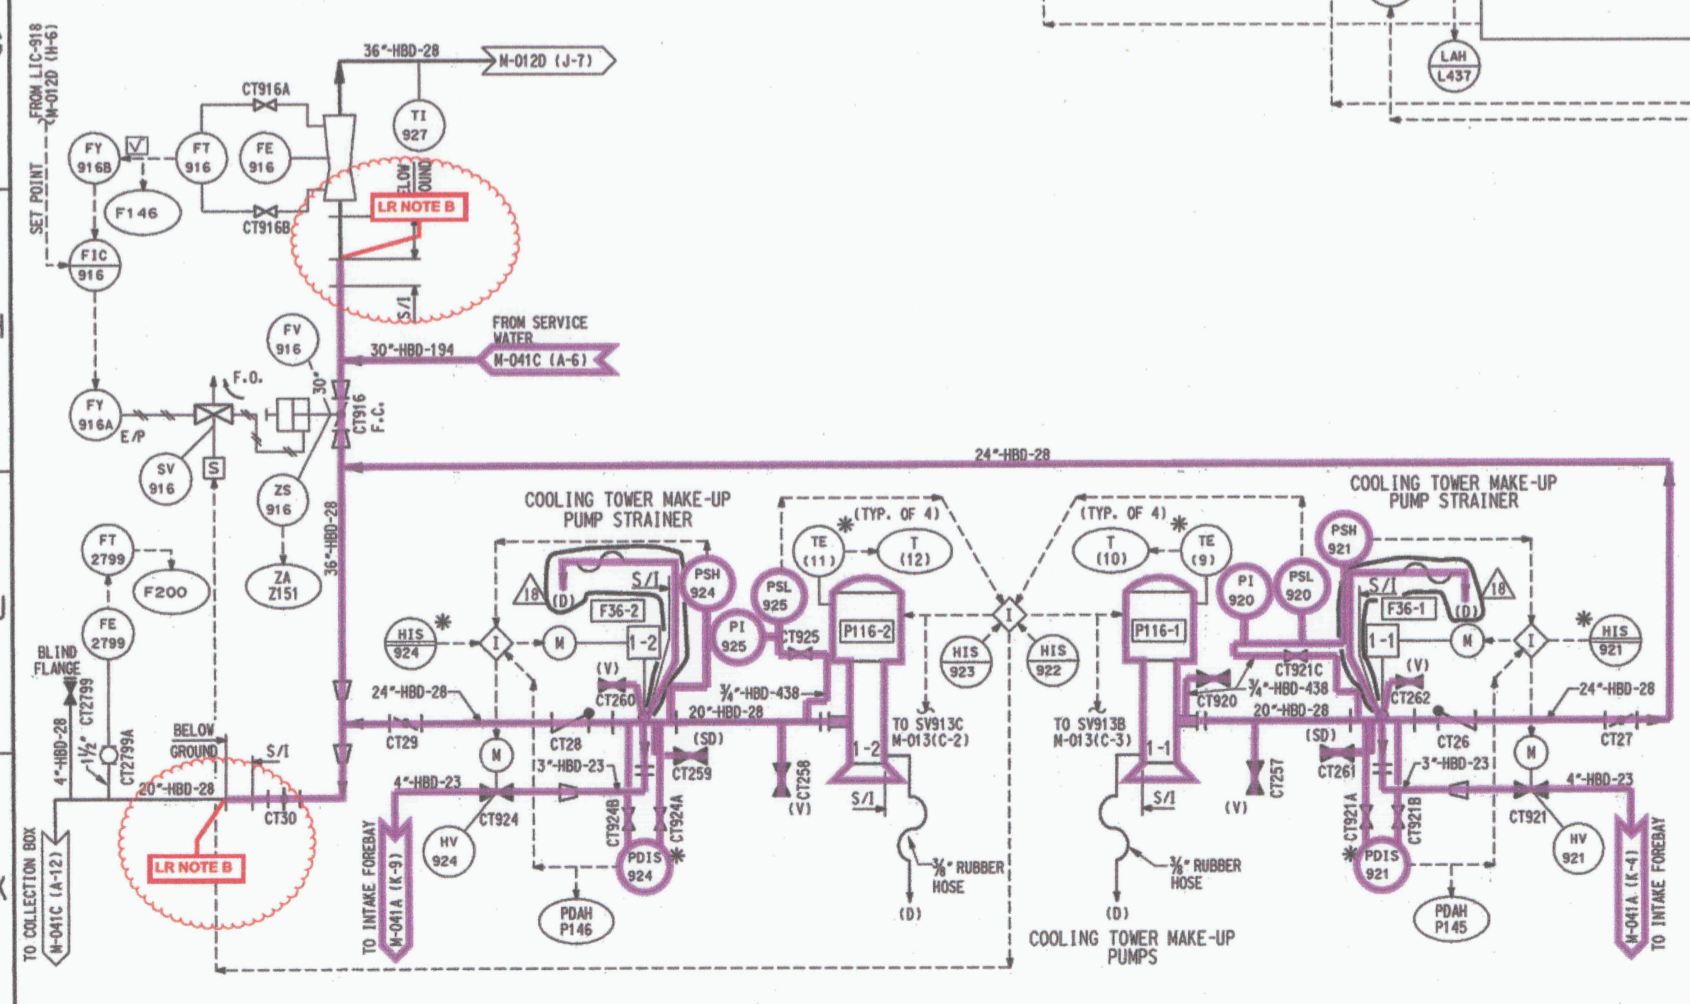 36"-HBD-28
M-012D (J-7)
FROM LIC-918
M-012D (H-6)
SET POINT
CT916A
TI
927
LAH
L437
FY
916B
√
FT
916
FE
916
F146
CT916B
LR NOTE B
FIC
916
S/I
FV
916
FROM SERVICE
WATER
30"-HBD-194
M-041C (A-6)
30"
F.O.
FY
916A
E/P
CT916
F.C.
SV
916
S
ZS
916
ZA
Z151
36"-HBD-28
24"-HBD-28
FT
2799
F200
FE
2799
BLIND
FLANGE
4"-HBD-28
1½"
CT2799
CT2799A
BELOW
GROUND
S/I
20"-HBD-28
CT30
LR NOTE B
TO COLLECTION BOX
M-041C (A-12)
COOLING TOWER MAKE-UP
PUMP STRAINER
18
(D)
S/I
F36-2
PSH
924
HIS
924
*
I
M
1-2
(V)
CT260
24"-HBD-28
CT29
CT28
M
4"-HBD-23
CT924
HV
924
3"-HBD-23
CT924B
CT924A
PDIS
924
*
PDAH
P146
TO INTAKE FOREBAY
M-041A (K-9)
(SD)
CT259
20"-HBD-28
¾"-HBD-438
PI
925
PSL
925
CT925
TE
(11)
*
(TYP. OF 4)
T
(12)
P116-2
1-2
S/I
CT258
(V)
⅜" RUBBER
HOSE
(D)
I
HIS
923
HIS
922
TO SV913C
M-013(C-2)
TO SV913B
M-013(C-3)
(TYP. OF 4)
*
T
(10)
TE
(9)
P116-1
1-1
S/I
⅜" RUBBER
HOSE
(D)
COOLING TOWER MAKE-UP
PUMPS
COOLING TOWER MAKE-UP
PUMP STRAINER
PSH
921
PI
920
PSL
920
S/I
F36-1
(D)
18
1-1
M
I
*
HIS
921
CT921C
CT920
¾"-HBD-438
(V)
CT262
20"-HBD-28
24"-HBD-28
(SD)
CT261
CT257
(V)
CT26
CT27
M
3"-HBD-23
4"-HBD-23
CT921A
CT921B
CT921
HV
921
*
PDIS
921
PDAH
P145
M-041A (K-4)
TO INTAKE FOREBAY